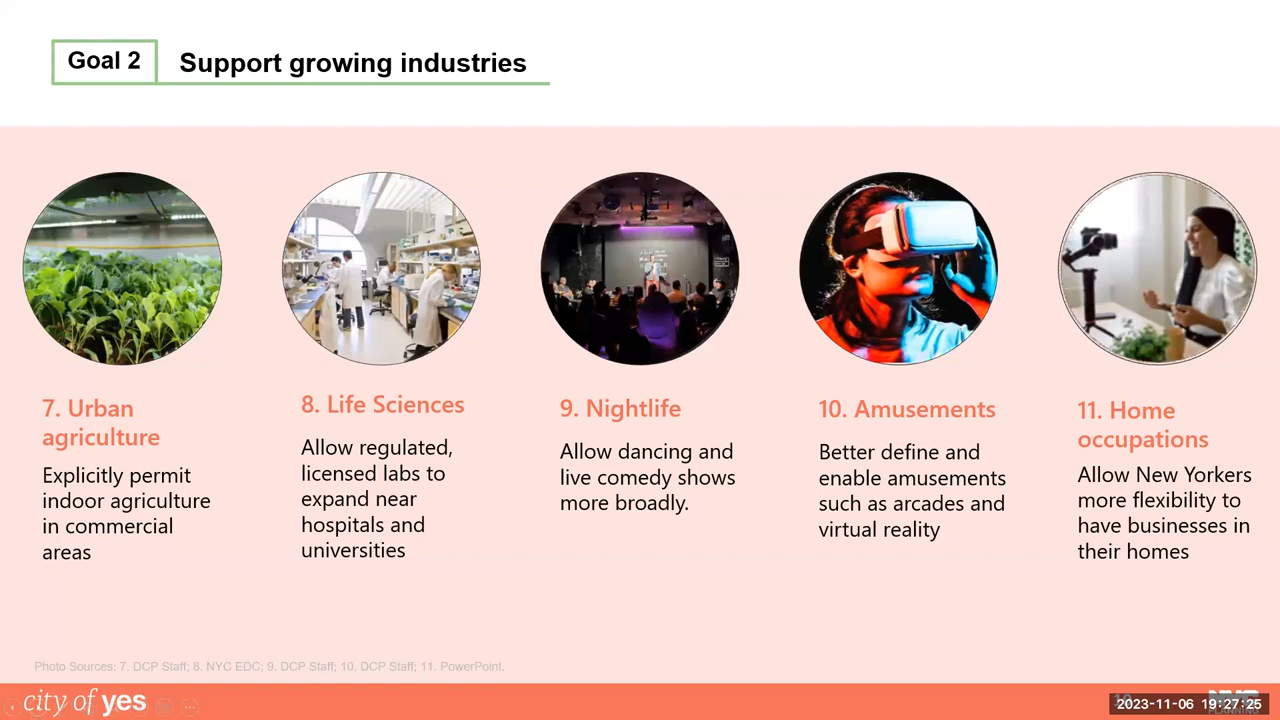 Goal 2
Support growing industries
7. Urban
agriculture
Explicitly permit
indoor agriculture
in commercial
areas
8. Life Sciences
Allow regulated,
licensed labs to
expand near
hospitals and
universities
9. Nightlife
Allow dancing and
live comedy shows
more broadly.
10. Amusements
Better define and
enable amusements
such as arcades and
virtual reality
11. Home
occupations
Allow New Yorkers
more flexibility to
have businesses in
their homes
Photo Sources: 7. DCP Staff; 8. NYC EDC; 9. DCP Staff; 10. DCP Staff; 11. PowerPoint.
city of yes
2023-11-06 19:27:25